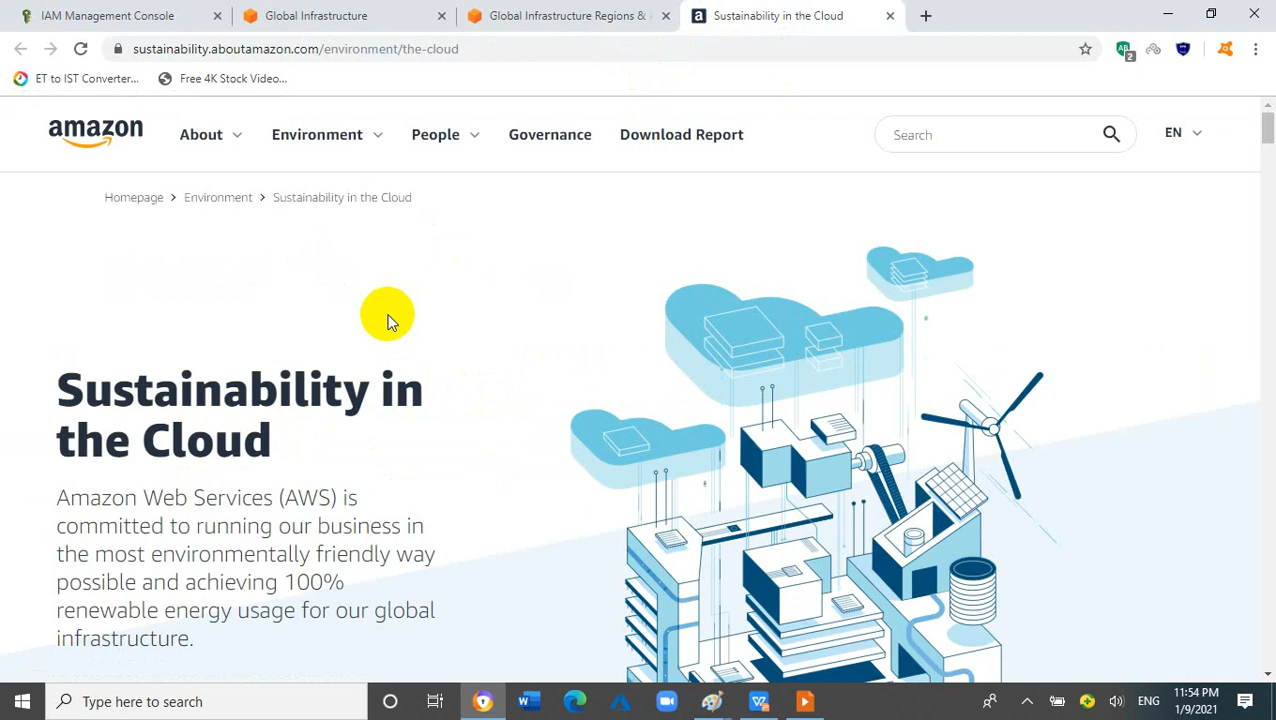 IAM Management Console
Global Infrastructure
Global Infrastructure Regions &
Sustainability in the Cloud
sustainability.aboutamazon.com/environment/the-cloud
2
ET to IST Converter...
Free 4K Stock Video...
amazon
About
Environment
People
Governance
Download Report
Search
EN
Homepage > Environment > Sustainability in the Cloud
Sustainability in
the Cloud
Amazon Web Services (AWS) is
committed to running our business in
the most environmentally friendly way
possible and achieving 100%
renewable energy usage for our global
infrastructure.
Type here to search
ENG
11:54 PM
1/9/2021